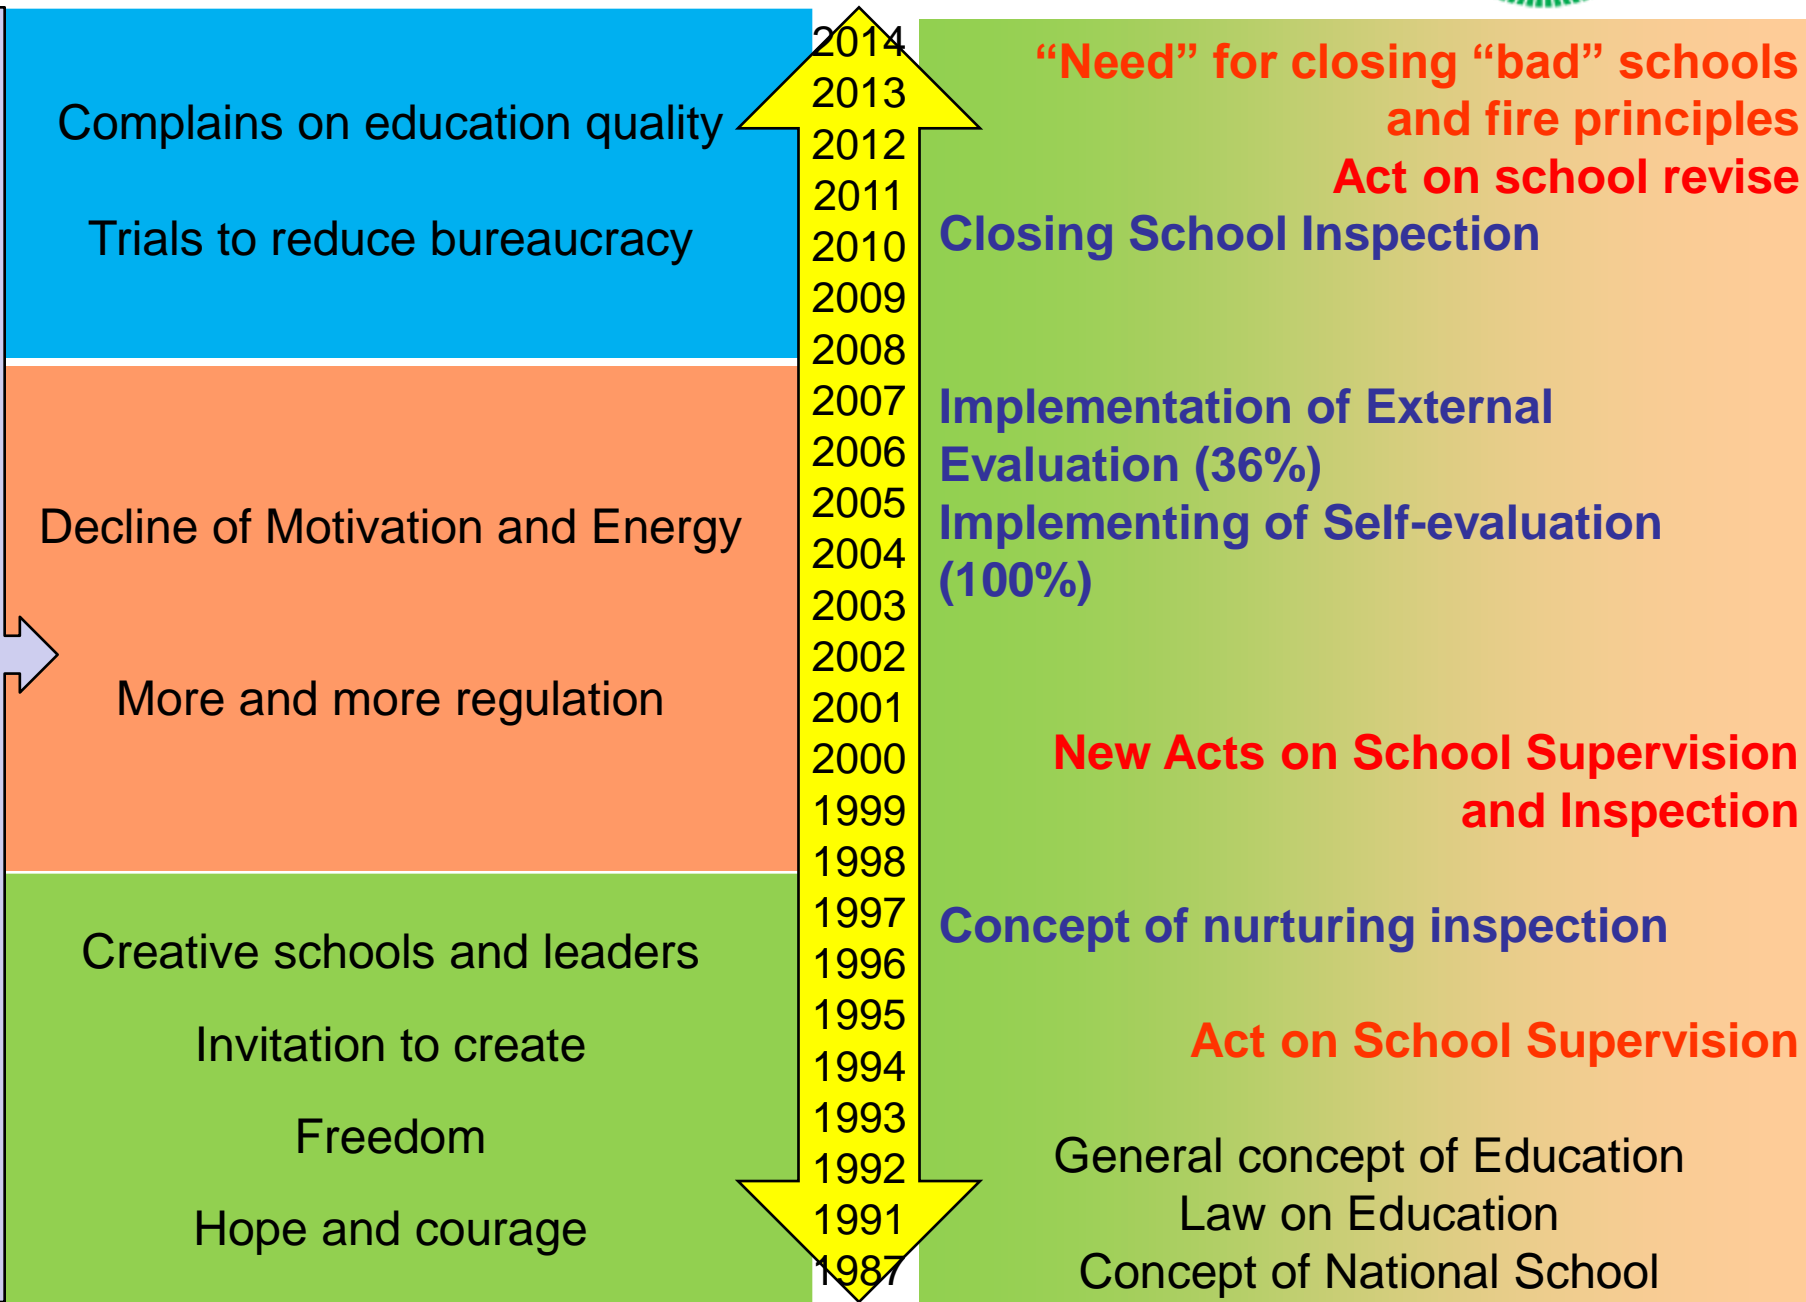 Complains on education quality
Trials to reduce bureaucracy
Decline of Motivation and Energy
More and more regulation
Creative schools and leaders
Invitation to create
Freedom
Hope and courage
2014
2013
2012
2011
2010
2009
2008
2007
2006
2005
2004
2003
2002
2001
2000
1999
1998
1997
1996
1995
1994
1993
1992
1991
1987
“Need” for closing “bad” schools
and fire principles
Act on school revise
Closing School Inspection
Implementation of External
Evaluation (36%)
Implementing of Self-evaluation
(100%)
New Acts on School Supervision
and Inspection
Concept of nurturing inspection
Act on School Supervision
General concept of Education
Law on Education
Concept of National School